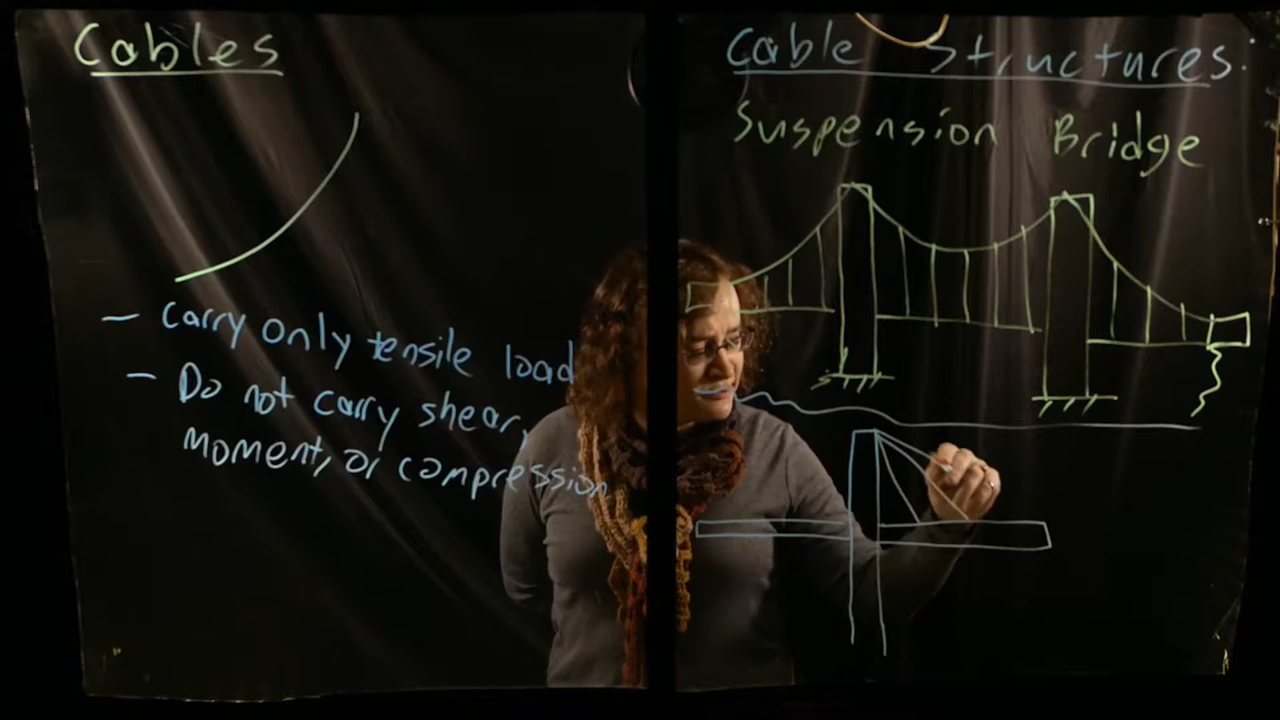 Cables
- Carry only tensile load
- Do not carry shear,
moment, or compression
Cable Structures:
Suspension Bridge